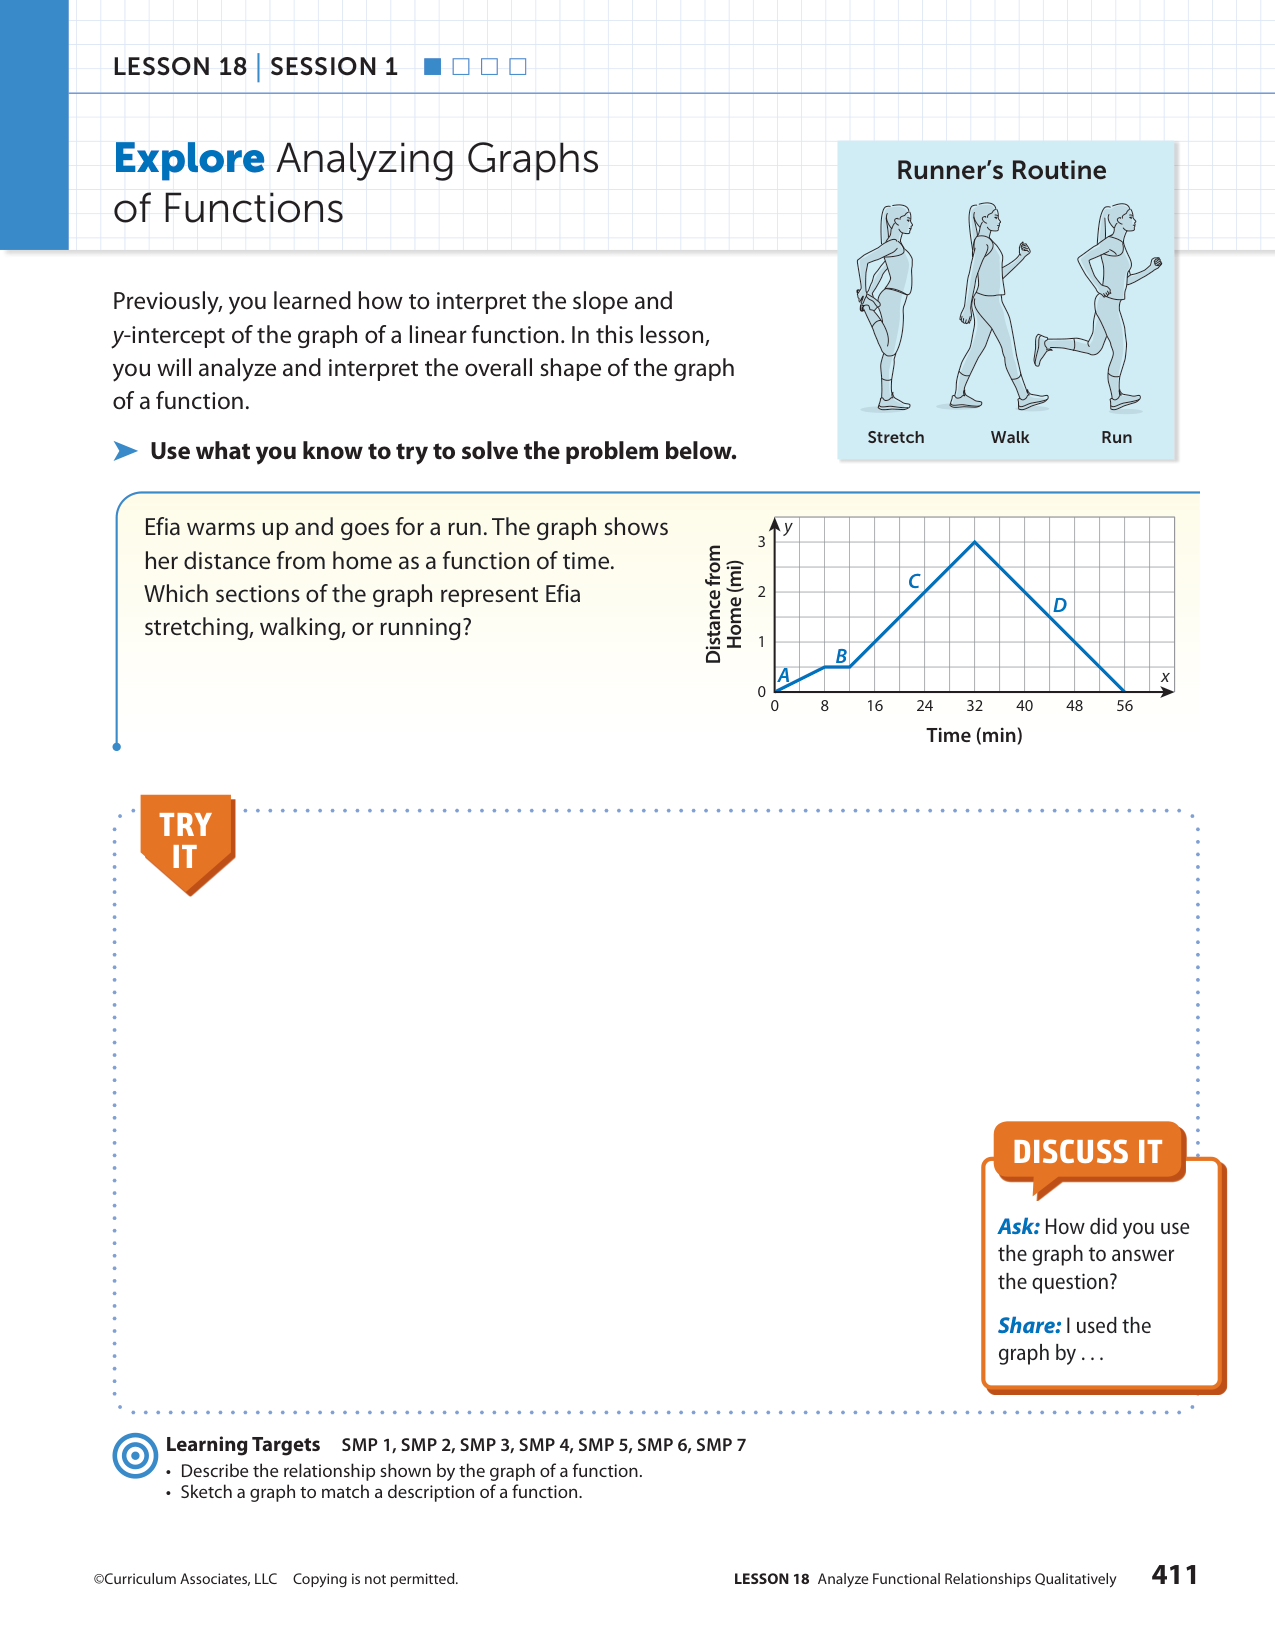 LESSON 18 | SESSION 1
Explore Analyzing Graphs
of Functions
Runner's Routine
Stretch Walk Run
Previously, you learned how to interpret the slope and
y-intercept of the graph of a linear function. In this lesson,
you will analyze and interpret the overall shape of the graph
of a function.
Use what you know to try to solve the problem below.
Efia warms up and goes for a run. The graph shows
her distance from home as a function of time.
Which sections of the graph represent Efia
stretching, walking, or running?
Distance from
Home (mi)
y
3
2
1
0
A
B
C
D
x
0 8 16 24 32 40 48 56
Time (min)
TRY
IT
DISCUSS IT
Ask: How did you use
the graph to answer
the question?
Share: I used the
graph by . . .
Learning Targets SMP 1, SMP 2, SMP 3, SMP 4, SMP 5, SMP 6, SMP 7
• Describe the relationship shown by the graph of a function.
• Sketch a graph to match a description of a function.
©Curriculum Associates, LLC Copying is not permitted.
LESSON 18 Analyze Functional Relationships Qualitatively 411